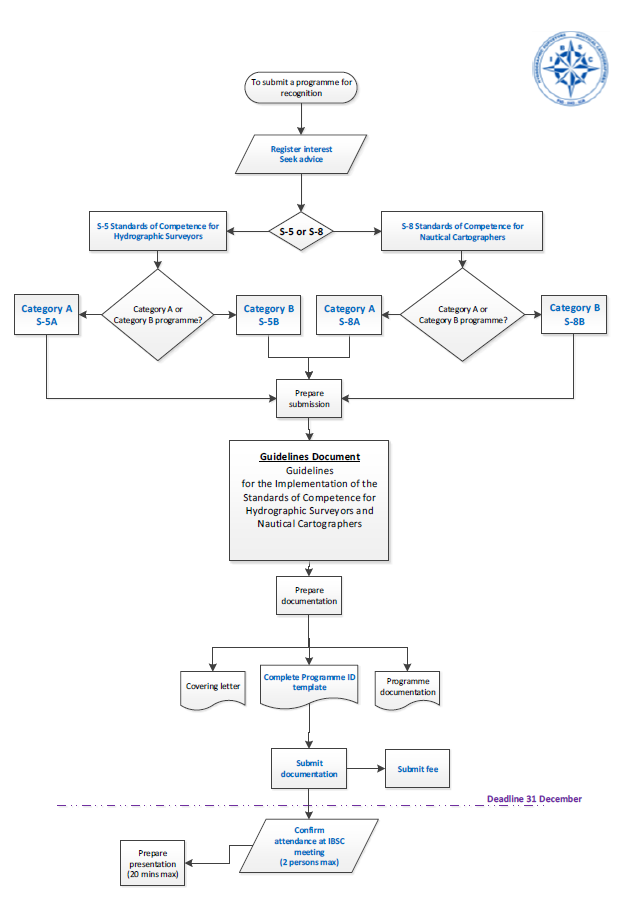 I B S C
To submit a programme for
recognition
Register interest
Seek advice
S-5 Standards of Competence for
Hydrographic Surveyors
S-5 or S-8
S-8 Standards of Competence for
Nautical Cartographers
Category A
S-5A
Category A or
Category B programme?
Category B
S-5B
Category A
S-8A
Category A or
Category B programme?
Category B
S-8B
Prepare
submission
Guidelines Document
Guidelines
for the Implementation of the
Standards of Competence for
Hydrographic Surveyors and
Nautical Cartographers
Prepare
documentation
Covering letter
Complete Programme ID
template
Programme
documentation
Submit
documentation
Submit fee
Deadline 31 December
Confirm
attendance at IBSC
meeting
(2 persons max)
Prepare
presentation
(20 mins max)